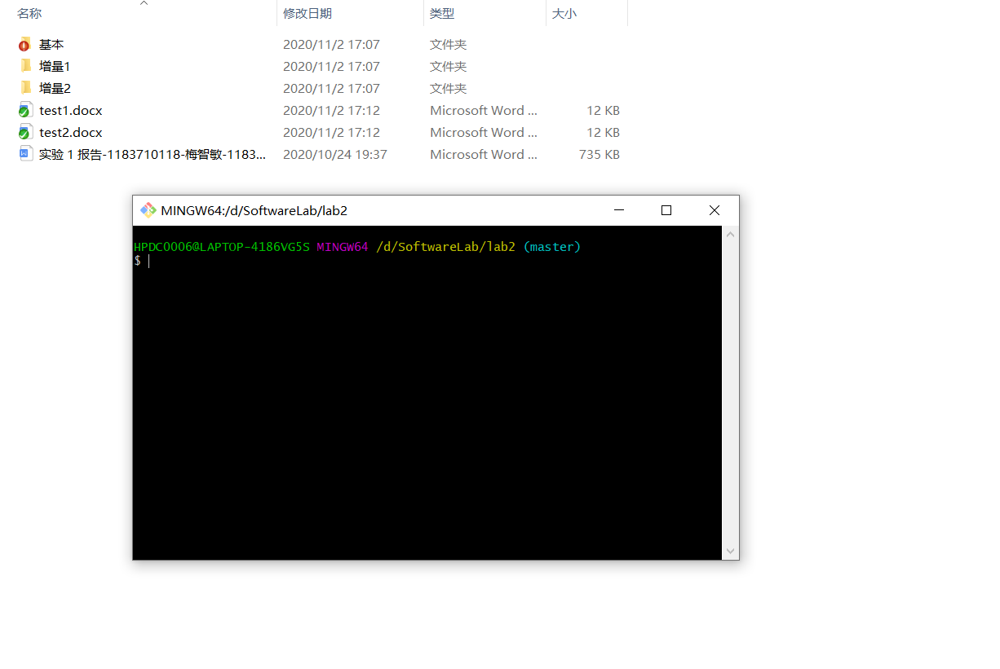 名称 修改日期 类型 大小
基本 2020/11/2 17:07 文件夹
增量1 2020/11/2 17:07 文件夹
增量2 2020/11/2 17:07 文件夹
test1.docx 2020/11/2 17:12 Microsoft Word ... 12 KB
test2.docx 2020/11/2 17:12 Microsoft Word ... 12 KB
实验 1 报告-1183710118-梅智敏-1183... 2020/10/24 19:37 Microsoft Word ... 735 KB
MINGW64:/d/SoftwareLab/lab2
HPDC0006@LAPTOP-4186VG5S MINGW64 /d/SoftwareLab/lab2 (master)
$